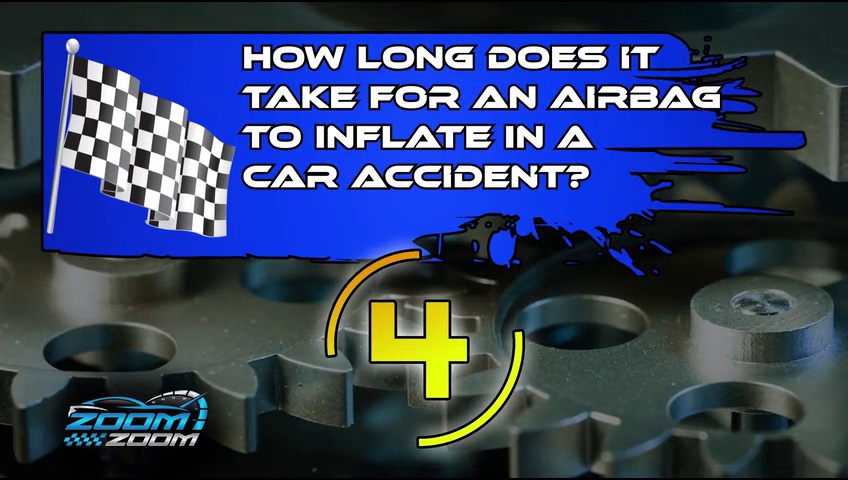 HOW LONG DOES IT
TAKE FOR AN AIRBAG
TO INFLATE IN A
CAR ACCIDENT?
4
ZOOM
ZOOM